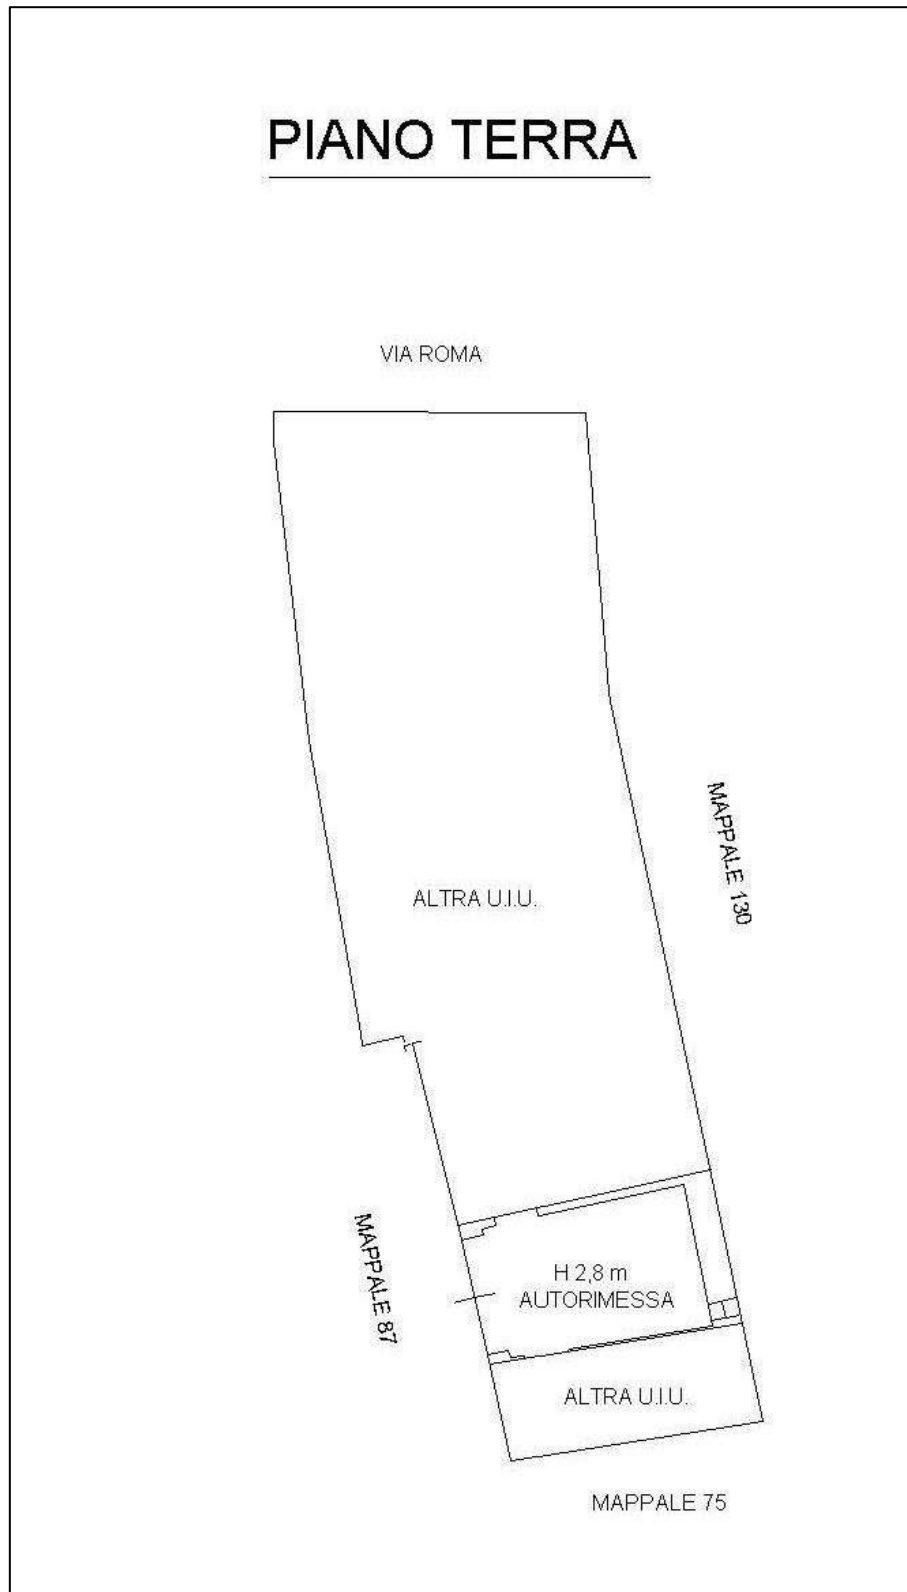 PIANO TERRA
VIA ROMA
MAPPALE 130
ALTRA U.I.U.
MAPPALE 87
H 2,8 m
AUTORIMESSA
ALTRA U.I.U.
MAPPALE 75